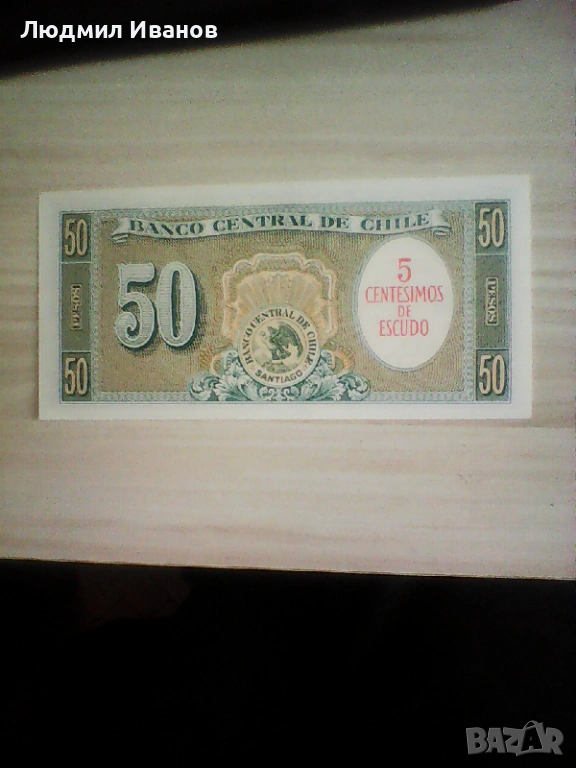 Людмил Иванов
BANCO CENTRAL DE CHILE
50
50
50
5
CENTESIMOS
DE
ESCUDO
PESOS
PESOS
BANCO CENTRAL DE CHILE
SANTIAGO
50
50
BAZAR